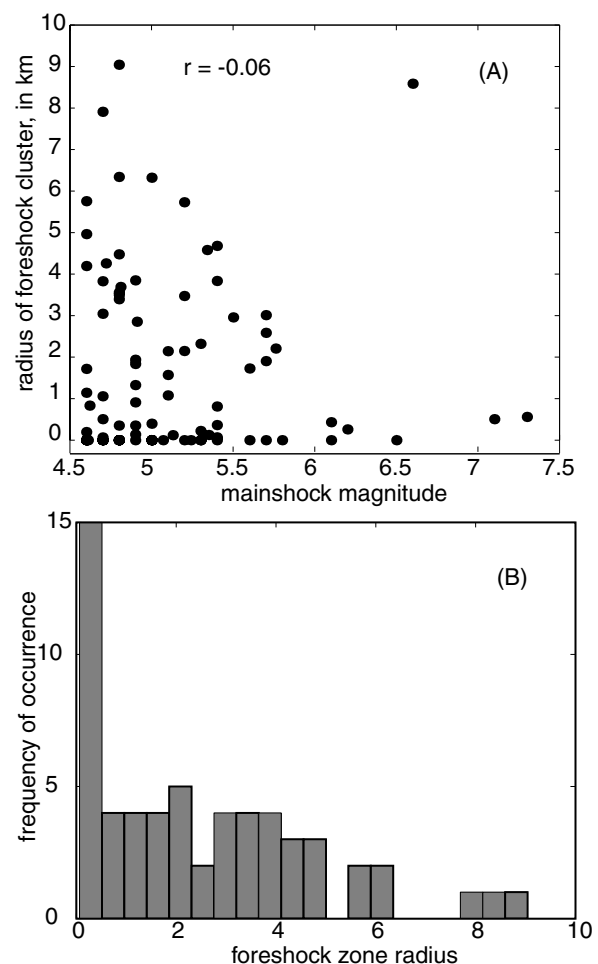 10
9
8
7
6
5
4
3
2
1
0
r = -0.06
(A)
radius of foreshock cluster, in km
4.5 5 5.5 6 6.5 7 7.5
mainshock magnitude
15
10
5
0
(B)
frequency of occurrence
0 2 4 6 8 10
foreshock zone radius